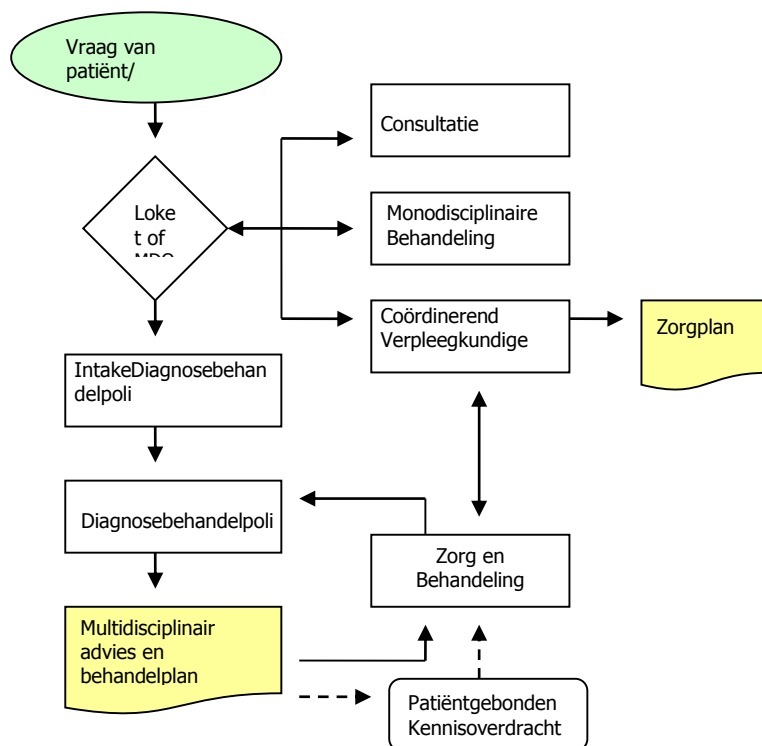 Vraag van
patiënt/
Consultatie
Loke
t of
Monodisciplinaire
Behandeling
Coördinerend
Verpleegkundige
Zorgplan
IntakeDiagnosebehan
delpoli
Diagnosebehandelpoli
Zorg en
Behandeling
Multidisciplinair
advies en
behandelplan
Patiëntgebonden
Kennisoverdracht